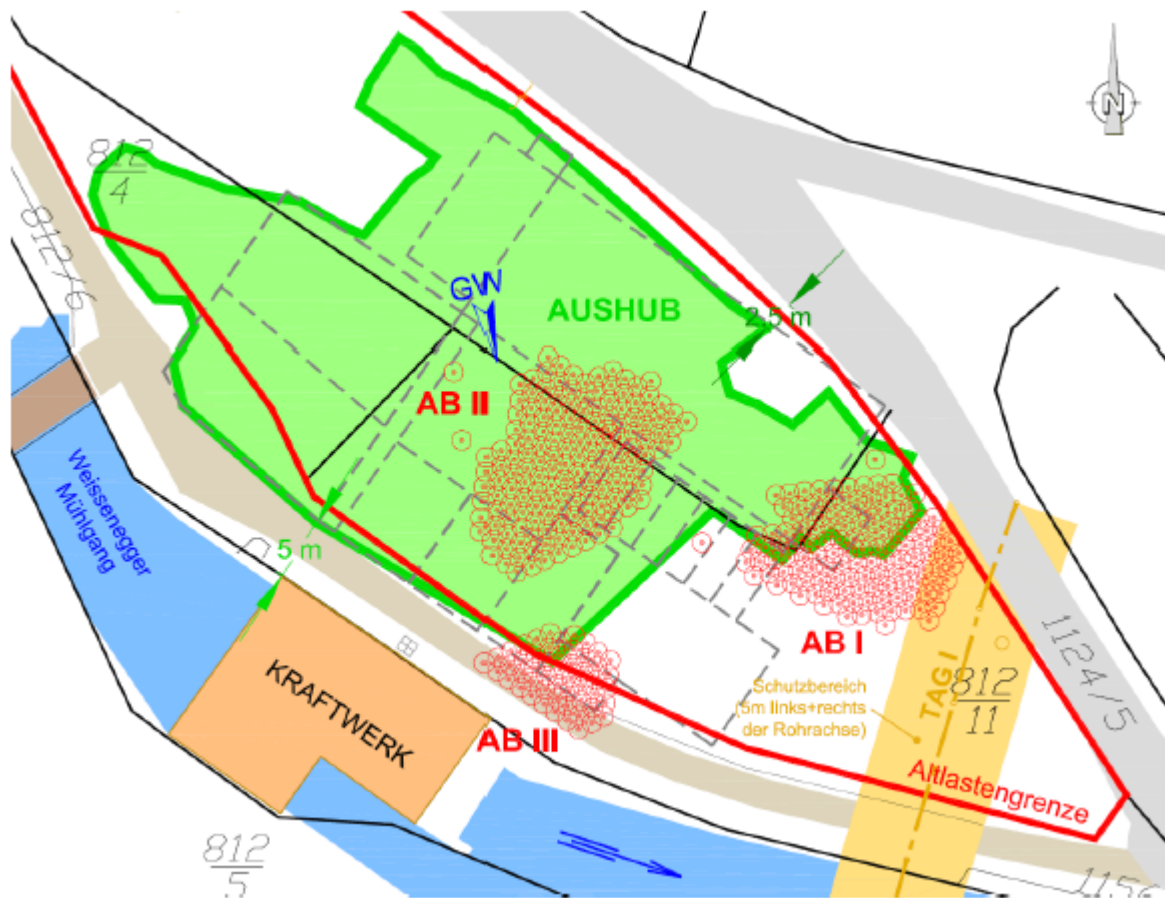 N
812
4
812/6
GW
AUSHUB
2,5 m
AB II
Weissenegger
Mühlgang
5 m
KRAFTWERK
AB III
AB I
Schutzbereich
(5m links+rechts
der Rohrachse)
TAG I
812
11
1124/5
Altlastengrenze
812
5